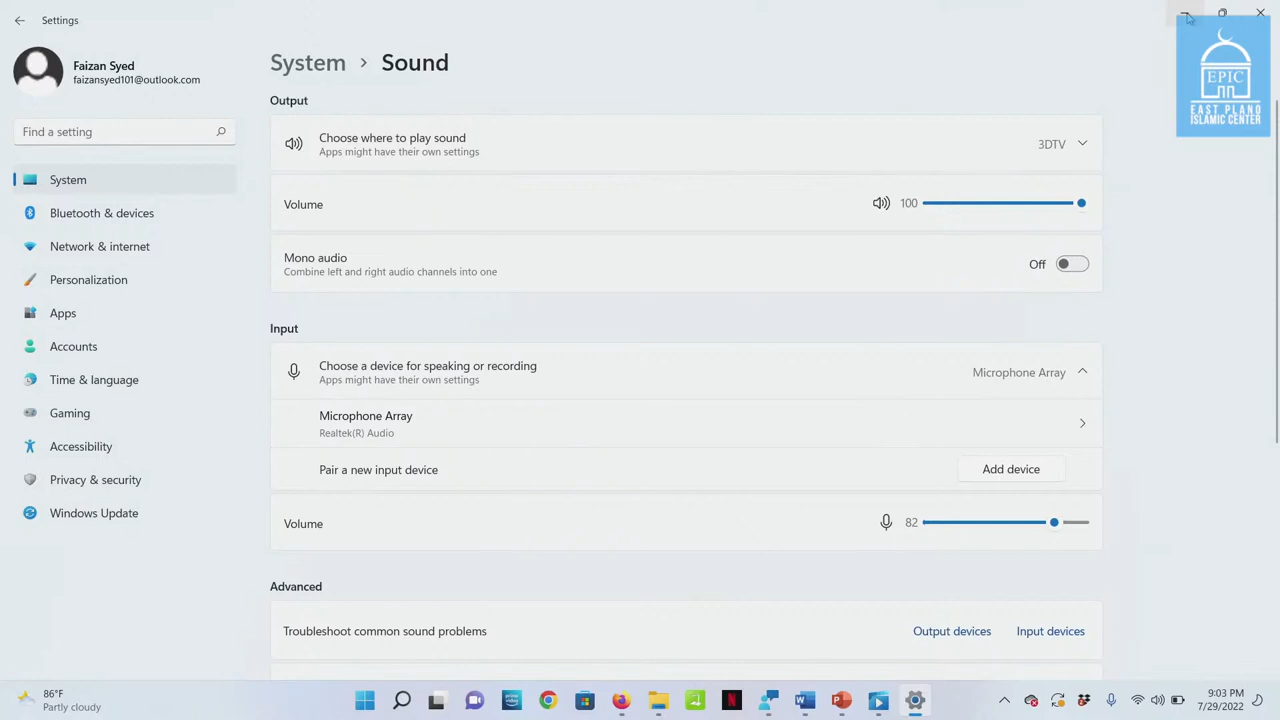 Settings
Faizan Syed
faizansyed101@outlook.com
Find a setting
System
Bluetooth & devices
Network & internet
Personalization
Apps
Accounts
Time & language
Gaming
Accessibility
Privacy & security
Windows Update
System > Sound
Output
Choose where to play sound
Apps might have their own settings
3DTV
Volume
100
Mono audio
Combine left and right audio channels into one
Off
Input
Choose a device for speaking or recording
Apps might have their own settings
Microphone Array
Microphone Array
Realtek(R) Audio
Pair a new input device
Add device
Volume
82
Advanced
Troubleshoot common sound problems
Output devices
Input devices
EPIC
EAST PLANO
ISLAMIC CENTER
86°F
Partly cloudy
9:03 PM
7/29/2022